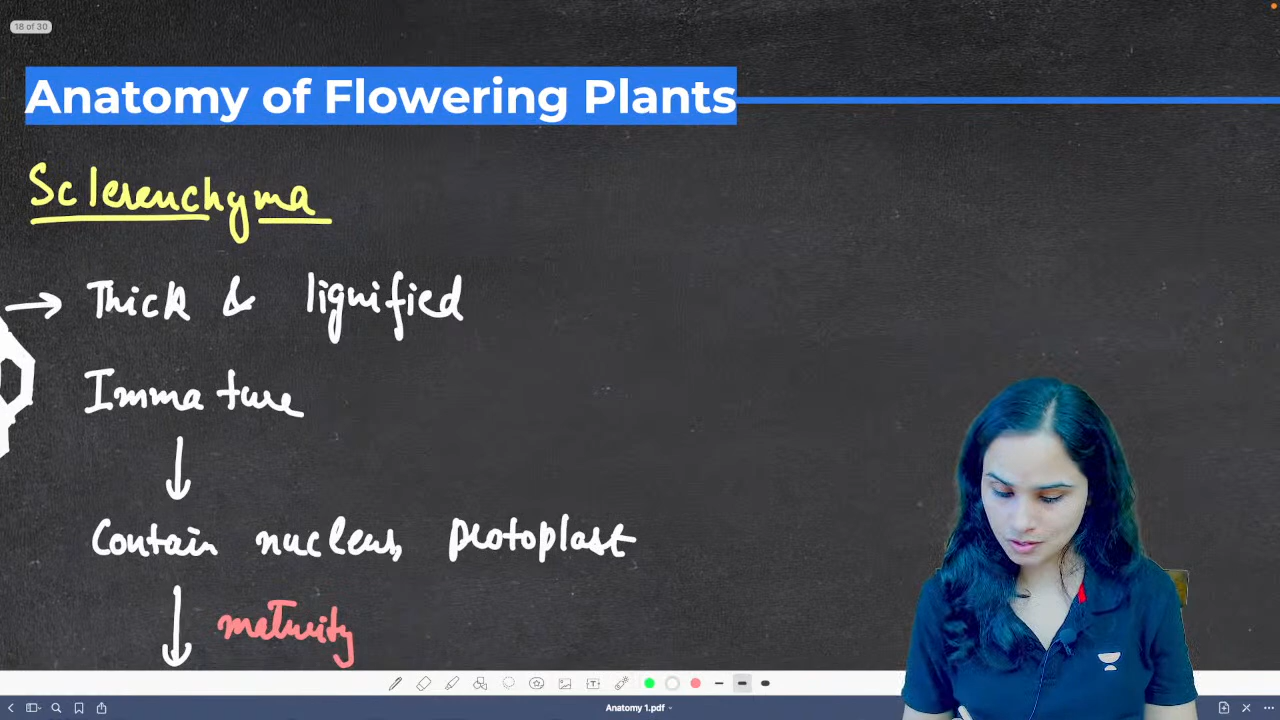 18 of 30
Anatomy of Flowering Plants
Sclerenchyma
→ Thick & lignified
Immature
↓
Contain nucleus, protoplast
↓ maturity
Anatomy 1.pdf